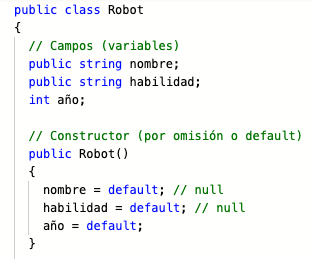 public class Robot
{
// Campos (variables)
public string nombre;
public string habilidad;
int año;
// Constructor (por omisión o default)
public Robot()
{
nombre = default; // null
habilidad = default; // null
año = default;
}